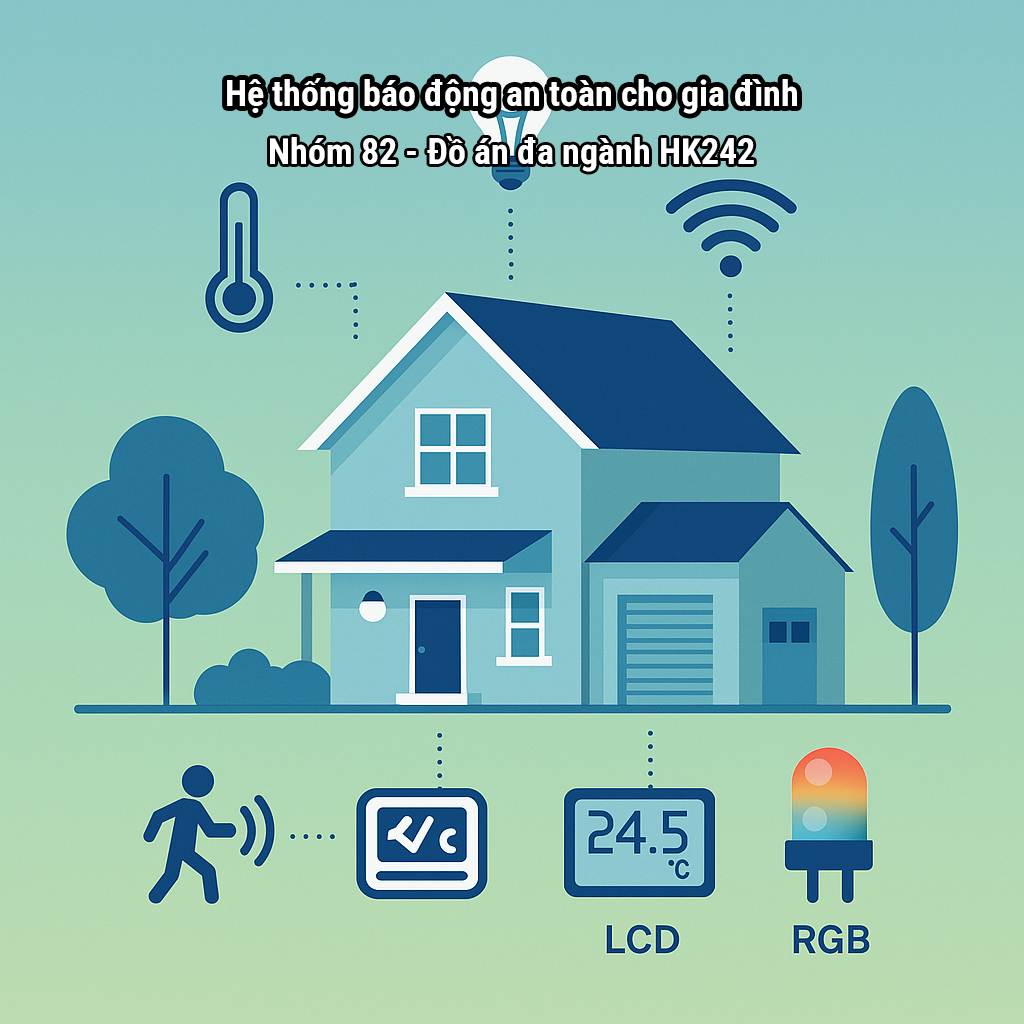 Hệ thống báo động an toàn cho gia đình
Nhóm 82 - Đồ án đa ngành HK242
24.5
°C
LCD
RGB